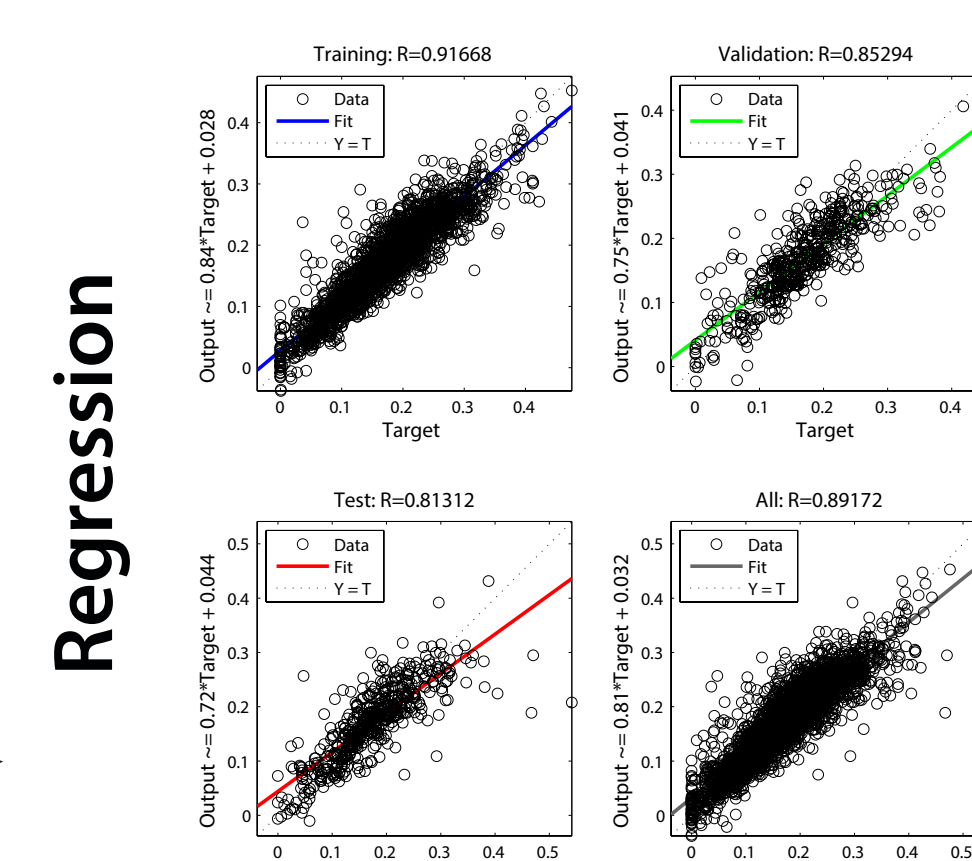 Regression
Training: R=0.91668
Output ~= 0.84*Target + 0.028
Data
Fit
Y = T
0.4
0.3
0.2
0.1
0
0 0.1 0.2 0.3 0.4
Target
Validation: R=0.85294
Output ~= 0.75*Target + 0.041
Data
Fit
Y = T
0.4
0.3
0.2
0.1
0
0 0.1 0.2 0.3 0.4
Target
Test: R=0.81312
Output ~= 0.72*Target + 0.044
Data
Fit
Y = T
0.5
0.4
0.3
0.2
0.1
0
0 0.1 0.2 0.3 0.4 0.5
All: R=0.89172
Output ~= 0.81*Target + 0.032
Data
Fit
Y = T
0.5
0.4
0.3
0.2
0.1
0
0 0.1 0.2 0.3 0.4 0.5